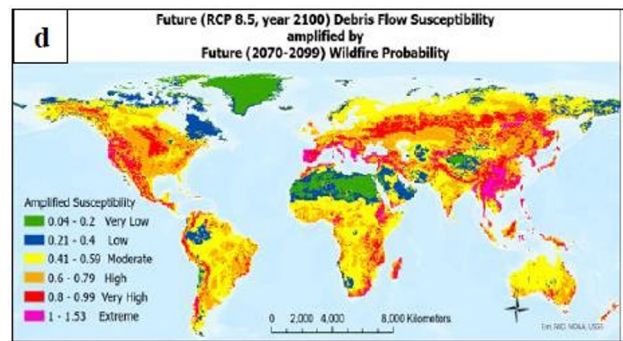 d
Future (RCP 8.5, year 2100) Debris Flow Susceptibility
amplified by
Future (2070-2099) Wildfire Probability
Amplified Susceptibility
0.04 - 0.2 Very Low
0.21 - 0.4 Low
0.41 - 0.59 Moderate
0.6 - 0.79 High
0.8 - 0.99 Very High
1 - 1.53 Extreme
0 2,000 4,000 8,000 Kilometers
NOAA, USGS